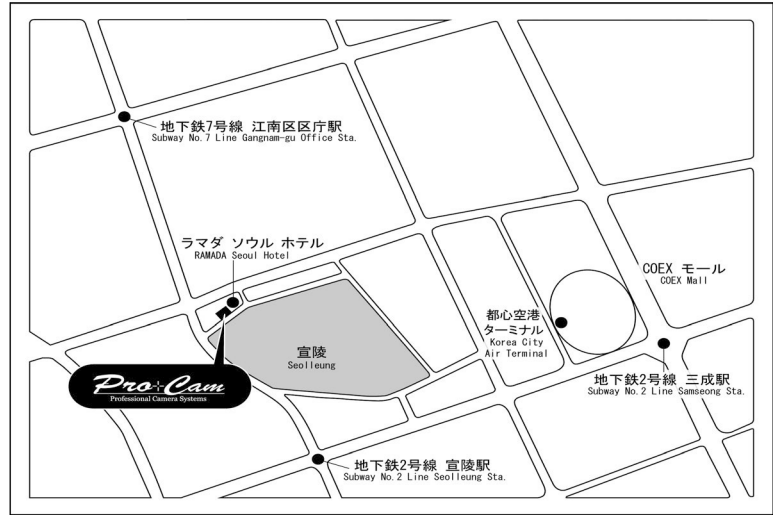 地下鉄7号線 江南区区庁駅
Subway No.7 Line Gangnam-gu Office Sta.
ラマダ ソウル ホテル
RAMADA Seoul Hotel
COEX モール
COEX Mall
都心空港
ターミナル
Korea City
Air Terminal
宣陵
Seolleung
Pro Cam
Professional Camera Systems
地下鉄2号線 三成駅
Subway No.2 Line Samseong Sta.
地下鉄2号線 宣陵駅
Subway No.2 Line Seolleung Sta.